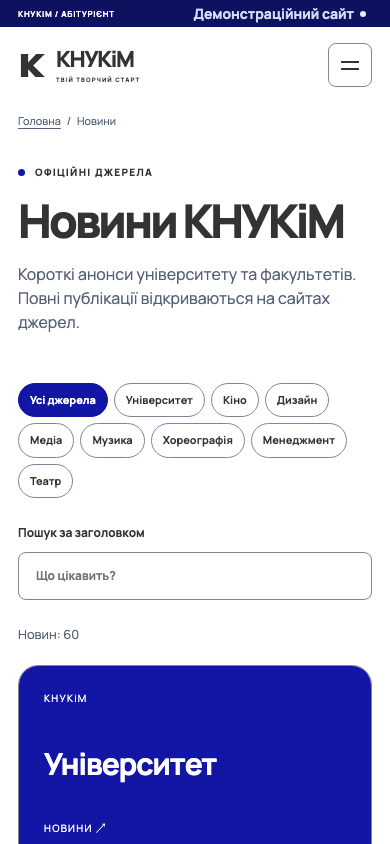 КНУКІМ / АБІТУРІЄНТ
Демонстраційний сайт
КНУКіМ
ТВІЙ ТВОРЧИЙ СТАРТ
Головна / Новини
ОФІЦІЙНІ ДЖЕРЕЛА
Новини КНУКіМ
Короткі анонси університету та факультетів.
Повні публікації відкриваються на сайтах
джерел.
Усі джерела Університет Кіно Дизайн
Медіа Музика Хореографія Менеджмент
Театр
Пошук за заголовком
Що цікавить?
Новин: 60
КНУКІМ
Університет
НОВИНИ ↗